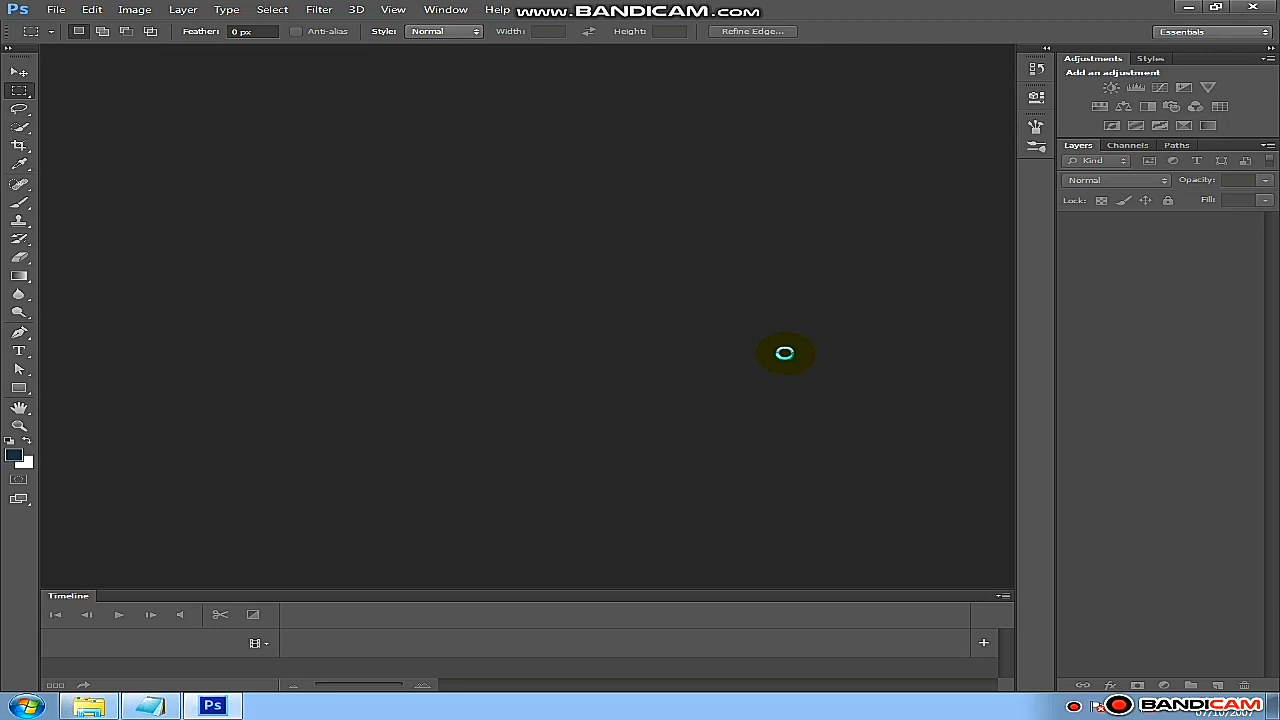 Ps File Edit Image Layer Type Select Filter 3D View Window Help www.BANDICAM.com
Feather: 0 px Anti-alias Style: Normal Width: Height: Refine Edge... Essentials
Adjustments Styles
Add an adjustment
Layers Channels Paths
Kind
Normal Opacity:
Lock: Fill:
Timeline
Ps BANDICAM